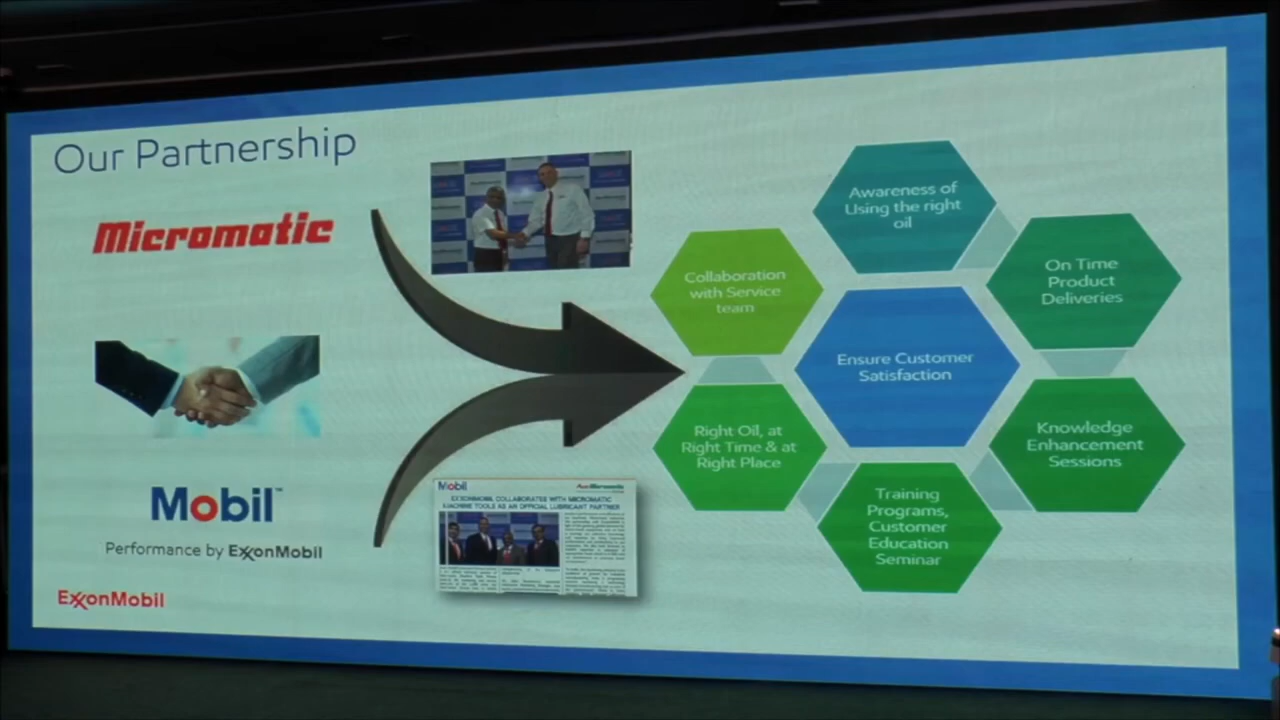 Our Partnership
Micromatic
Mobil™
Performance by ExxonMobil
ExxonMobil
Mobil
EXXONMOBIL COLLABORATES WITH MICROMATIC
MACHINE TOOLS AS AN OFFICIAL LUBRICANT PARTNER
Collaboration
with Service
team
Awareness of
Using the right
oil
On Time
Product
Deliveries
Ensure Customer
Satisfaction
Right Oil, at
Right Time & at
Right Place
Knowledge
Enhancement
Sessions
Training
Programs,
Customer
Education
Seminar